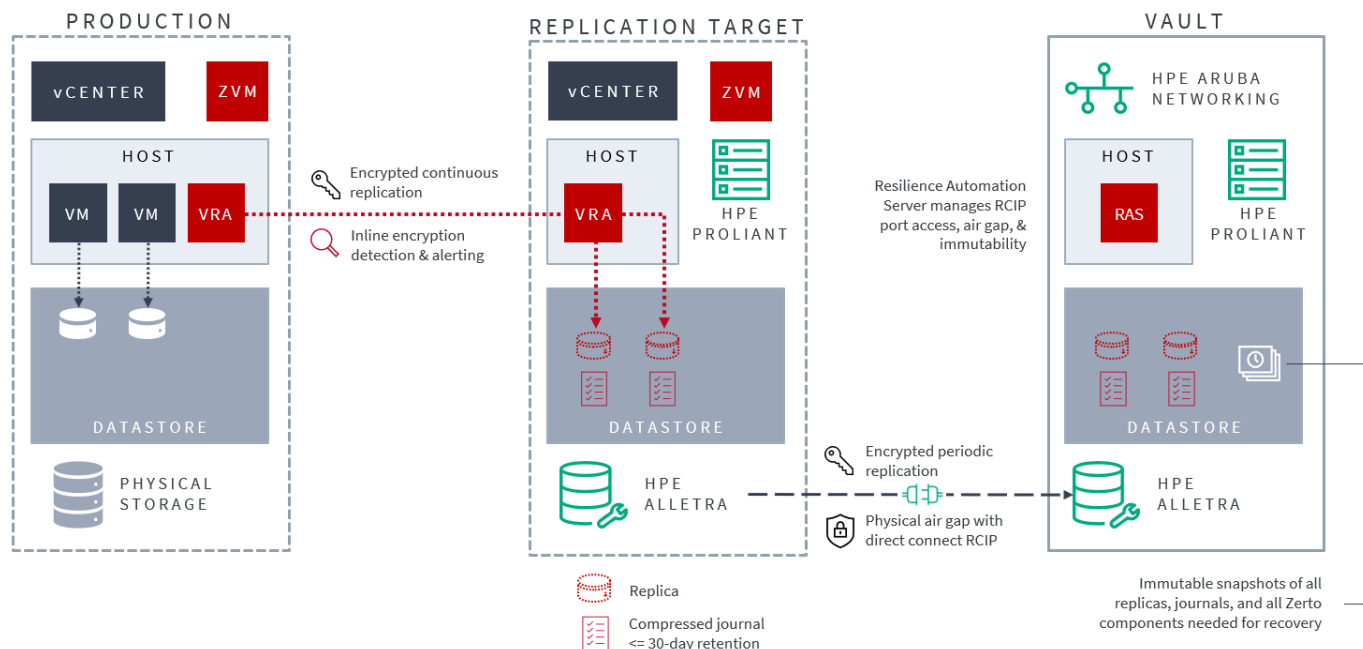 PRODUCTION
vCENTER
ZVM
HOST
VM
VM
VRA
DATASTORE
PHYSICAL
STORAGE
Encrypted continuous
replication
Inline encryption
detection & alerting
REPLICATION TARGET
vCENTER
ZVM
HOST
VRA
HPE
PROLIANT
DATASTORE
HPE
ALLETRA
Replica
Compressed journal
<= 30-day retention
Resilience Automation
Server manages RCIP
port access, air gap, &
immutability
Encrypted periodic
replication
Physical air gap with
direct connect RCIP
VAULT
HPE ARUBA
NETWORKING
HOST
RAS
HPE
PROLIANT
DATASTORE
HPE
ALLETRA
Immutable snapshots of all
replicas, journals, and all Zerto
components needed for recovery